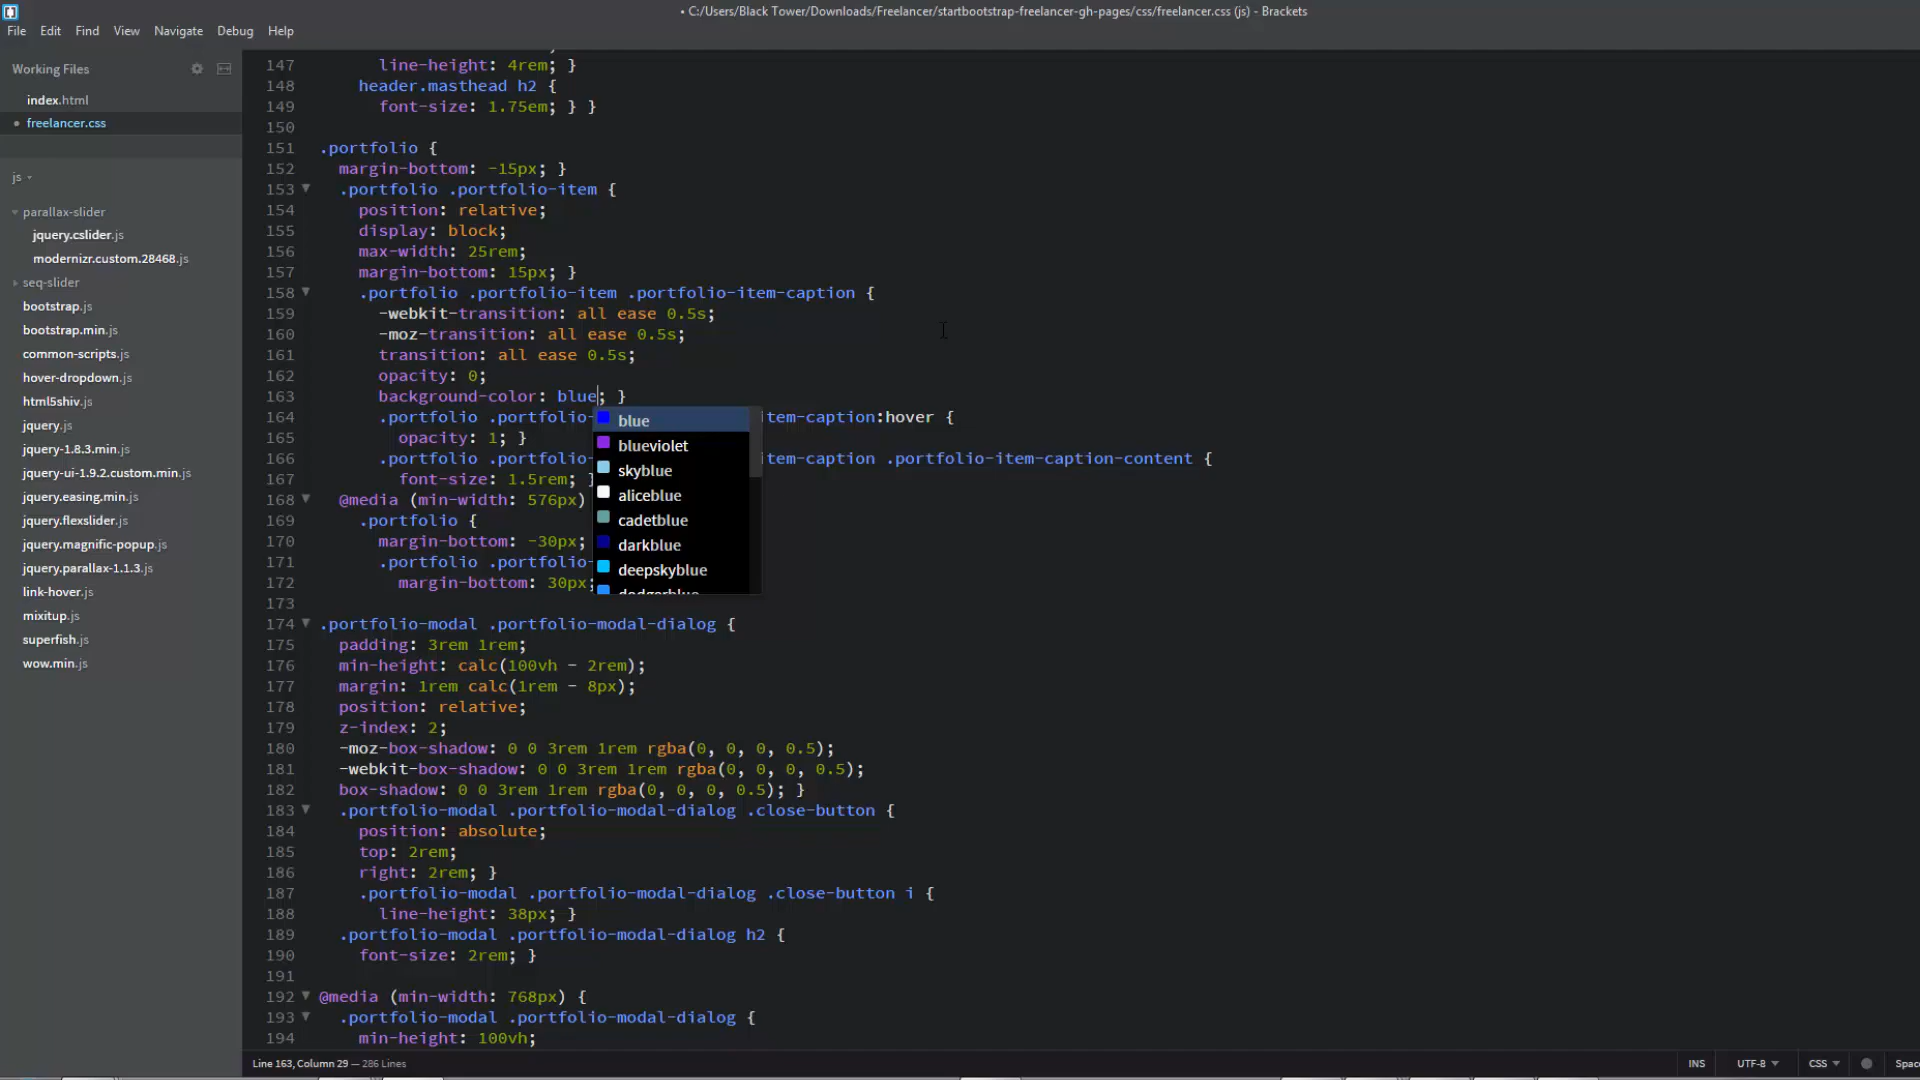 • C:/Users/Black Tower/Downloads/Freelancer/startbootstrap-freelancer-gh-pages/css/freelancer.css (js) - Brackets
File Edit Find View Navigate Debug Help
Working Files
index.html
• freelancer.css
js
parallax-slider
jquery.cslider.js
modernizr.custom.28468.js
seq-slider
bootstrap.js
bootstrap.min.js
common-scripts.js
hover-dropdown.js
html5shiv.js
jquery.js
jquery-1.8.3.min.js
jquery-ui-1.9.2.custom.min.js
jquery.easing.min.js
jquery.flexslider.js
jquery.magnific-popup.js
jquery.parallax-1.1.3.js
link-hover.js
mixitup.js
superfish.js
wow.min.js
147 line-height: 4rem; }
148 header.masthead h2 {
149 font-size: 1.75em; } }
150
151 .portfolio {
152 margin-bottom: -15px; }
153 .portfolio .portfolio-item {
154 position: relative;
155 display: block;
156 max-width: 25rem;
157 margin-bottom: 15px; }
158 .portfolio .portfolio-item .portfolio-item-caption {
159 -webkit-transition: all ease 0.5s;
160 -moz-transition: all ease 0.5s;
161 transition: all ease 0.5s;
162 opacity: 0;
163 background-color: blue; }
164 .portfolio .portfolio- item-caption:hover {
165 opacity: 1; }
166 .portfolio .portfolio- item-caption .portfolio-item-caption-content {
167 font-size: 1.5rem; }
168 @media (min-width: 576px)
169 .portfolio {
170 margin-bottom: -30px;
171 .portfolio .portfolio-
172 margin-bottom: 30px;
173
174 .portfolio-modal .portfolio-modal-dialog {
175 padding: 3rem 1rem;
176 min-height: calc(100vh - 2rem);
177 margin: 1rem calc(1rem - 8px);
178 position: relative;
179 z-index: 2;
180 -moz-box-shadow: 0 0 3rem 1rem rgba(0, 0, 0, 0.5);
181 -webkit-box-shadow: 0 0 3rem 1rem rgba(0, 0, 0, 0.5);
182 box-shadow: 0 0 3rem 1rem rgba(0, 0, 0, 0.5); }
183 .portfolio-modal .portfolio-modal-dialog .close-button {
184 position: absolute;
185 top: 2rem;
186 right: 2rem; }
187 .portfolio-modal .portfolio-modal-dialog .close-button i {
188 line-height: 38px; }
189 .portfolio-modal .portfolio-modal-dialog h2 {
190 font-size: 2rem; }
191
192 @media (min-width: 768px) {
193 .portfolio-modal .portfolio-modal-dialog {
194 min-height: 100vh;
blue
blueviolet
skyblue
aliceblue
cadetblue
darkblue
deepskyblue
dodgerblue
Line 163, Column 29 — 286 Lines
INS UTF-8 CSS Spac